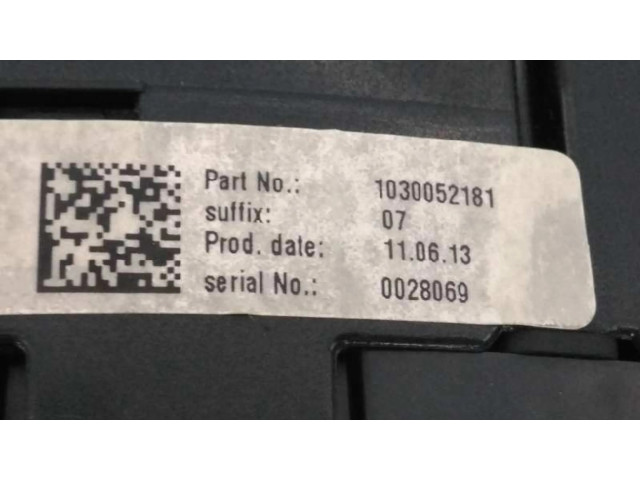 Part No.: 1030052181
suffix: 07
Prod. date: 11.06.13
serial No.: 0028069